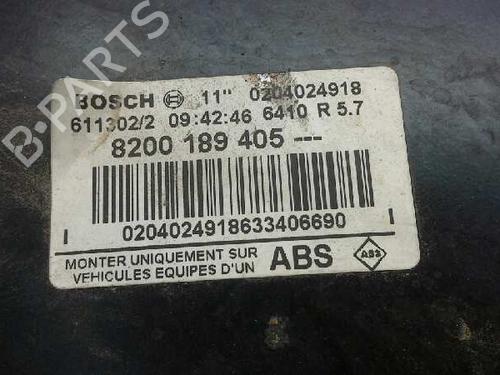 B-PARTS
BOSCH 11" 0204024918
611302/2 09:42:46 6410 R 5.7
8200 189 405 ---
0204024918633406690
MONTER UNIQUEMENT SUR
VEHICULES EQUIPES D'UN ABS